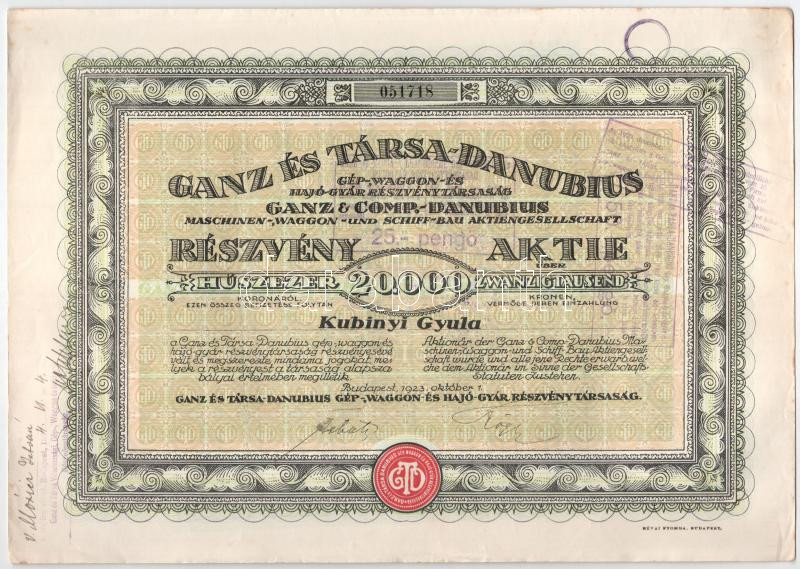 051718
GANZ ÉS TÁRSA-DANUBIUS
GÉP-, WAGGON- ÉS
HAJÓ-GYÁR RÉSZVÉNYTÁRSASÁG
GANZ & COMP.-DANUBIUS
MASCHINEN-, WAGGON- UND SCHIFF-BAU AKTIENGESELLSCHAFT
25.- pengő
RÉSZVÉNY AKTIE
ÜBER
HÚSZEZER 20.000 ZWANZIGTAUSEND
KORONÁRÓL, KRONEN,
EZEN ÖSSZEG BEFIZETÉSE FOLYTÁN VERMÖGE DEREN EINZAHLUNG
Kubinyi Gyula
a Ganz és Társa-Danubius gép-, waggon- és
hajó-gyár részvénytársaság részvényesévé
vált és megszerezte mindama jogokat, me-
lyek a részvényest a társaság alapsza-
bályai értelmében megilletik.
Aktionär der Ganz & Comp.-Danubius Ma-
schinen-, Waggon- und Schiff-Bau Aktiengesell-
schaft wurde und alle jene Rechte erwarb, wel-
che dem Aktionär im Sinne der Gesellschafts-
Statuten zustehen.
Budapest, 1923. október 1.
GANZ ÉS TÁRSA-DANUBIUS GÉP-, WAGGON- ÉS HAJÓ-GYÁR RÉSZVÉNYTÁRSASÁG.
GTD
RÉVAI NYOMDA, BUDAPEST.